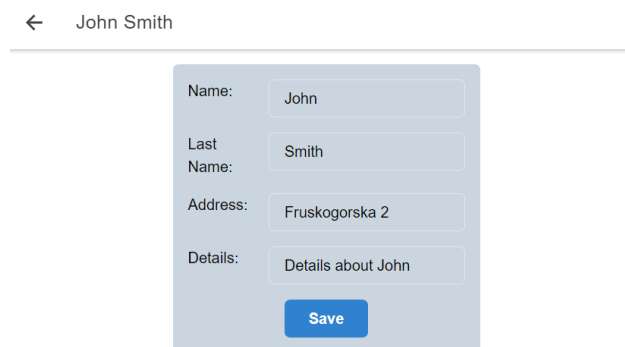 John Smith
Name:
John
Last
Name:
Smith
Address:
Fruskogorska 2
Details:
Details about John
Save